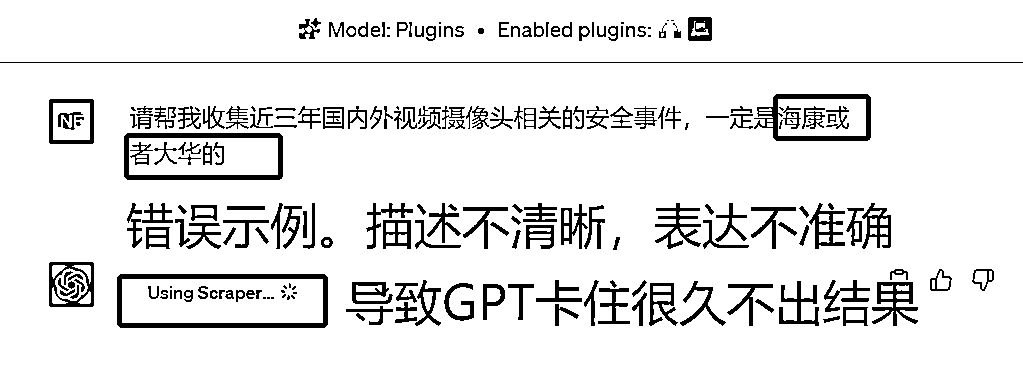 Model: Plugins • Enabled plugins:
NF
请帮我收集近三年国内外视频摄像头相关的安全事件，一定是海康或
者大华的
错误示例。描述不清晰，表达不准确
Using Scraper... 导致GPT卡住很久不出结果